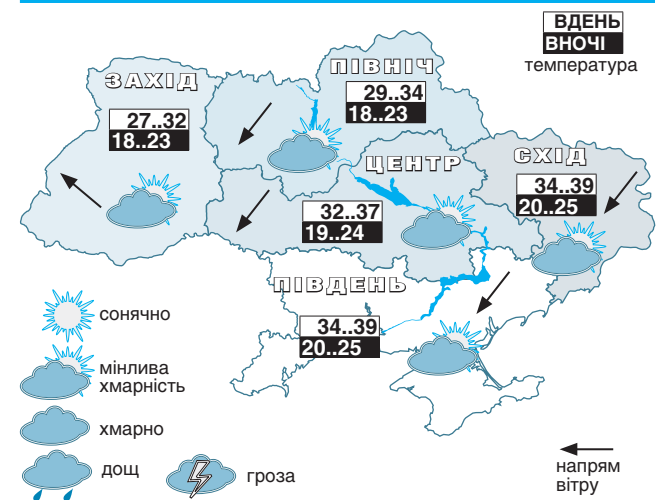 ВДЕНЬ
ВНОЧІ
температура
ЗАХІД
27..32
18..23
ПІВНІЧ
29..34
18..23
ЦЕНТР
32..37
19..24
СХІД
34..39
20..25
ПІВДЕНЬ
34..39
20..25
сонячно
мінлива
хмарність
хмарно
дощ
гроза
напрям
вітру